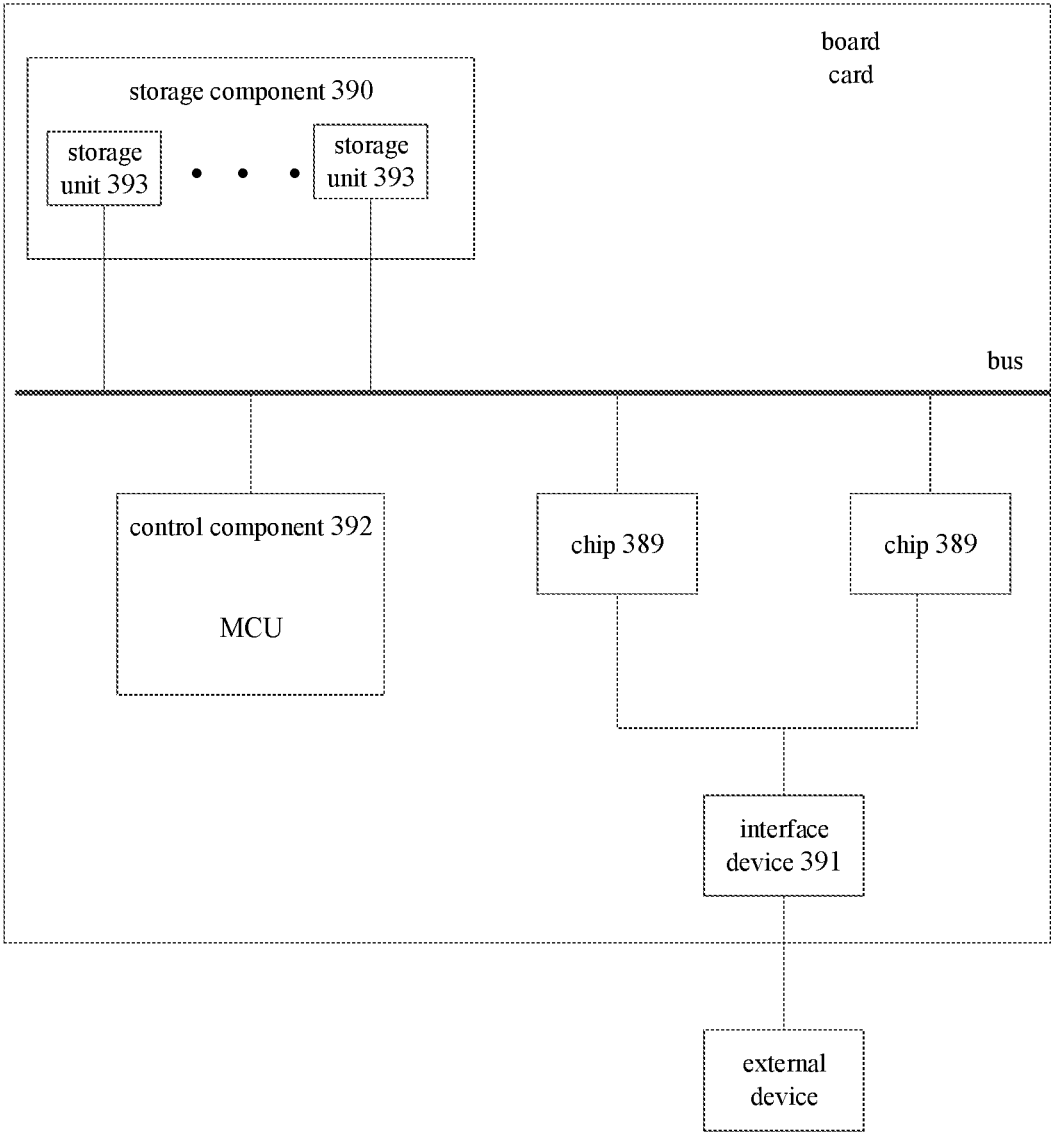 board
card
storage component 390
storage
unit 393
storage
unit 393
bus
control component 392
MCU
chip 389
chip 389
interface
device 391
external
device